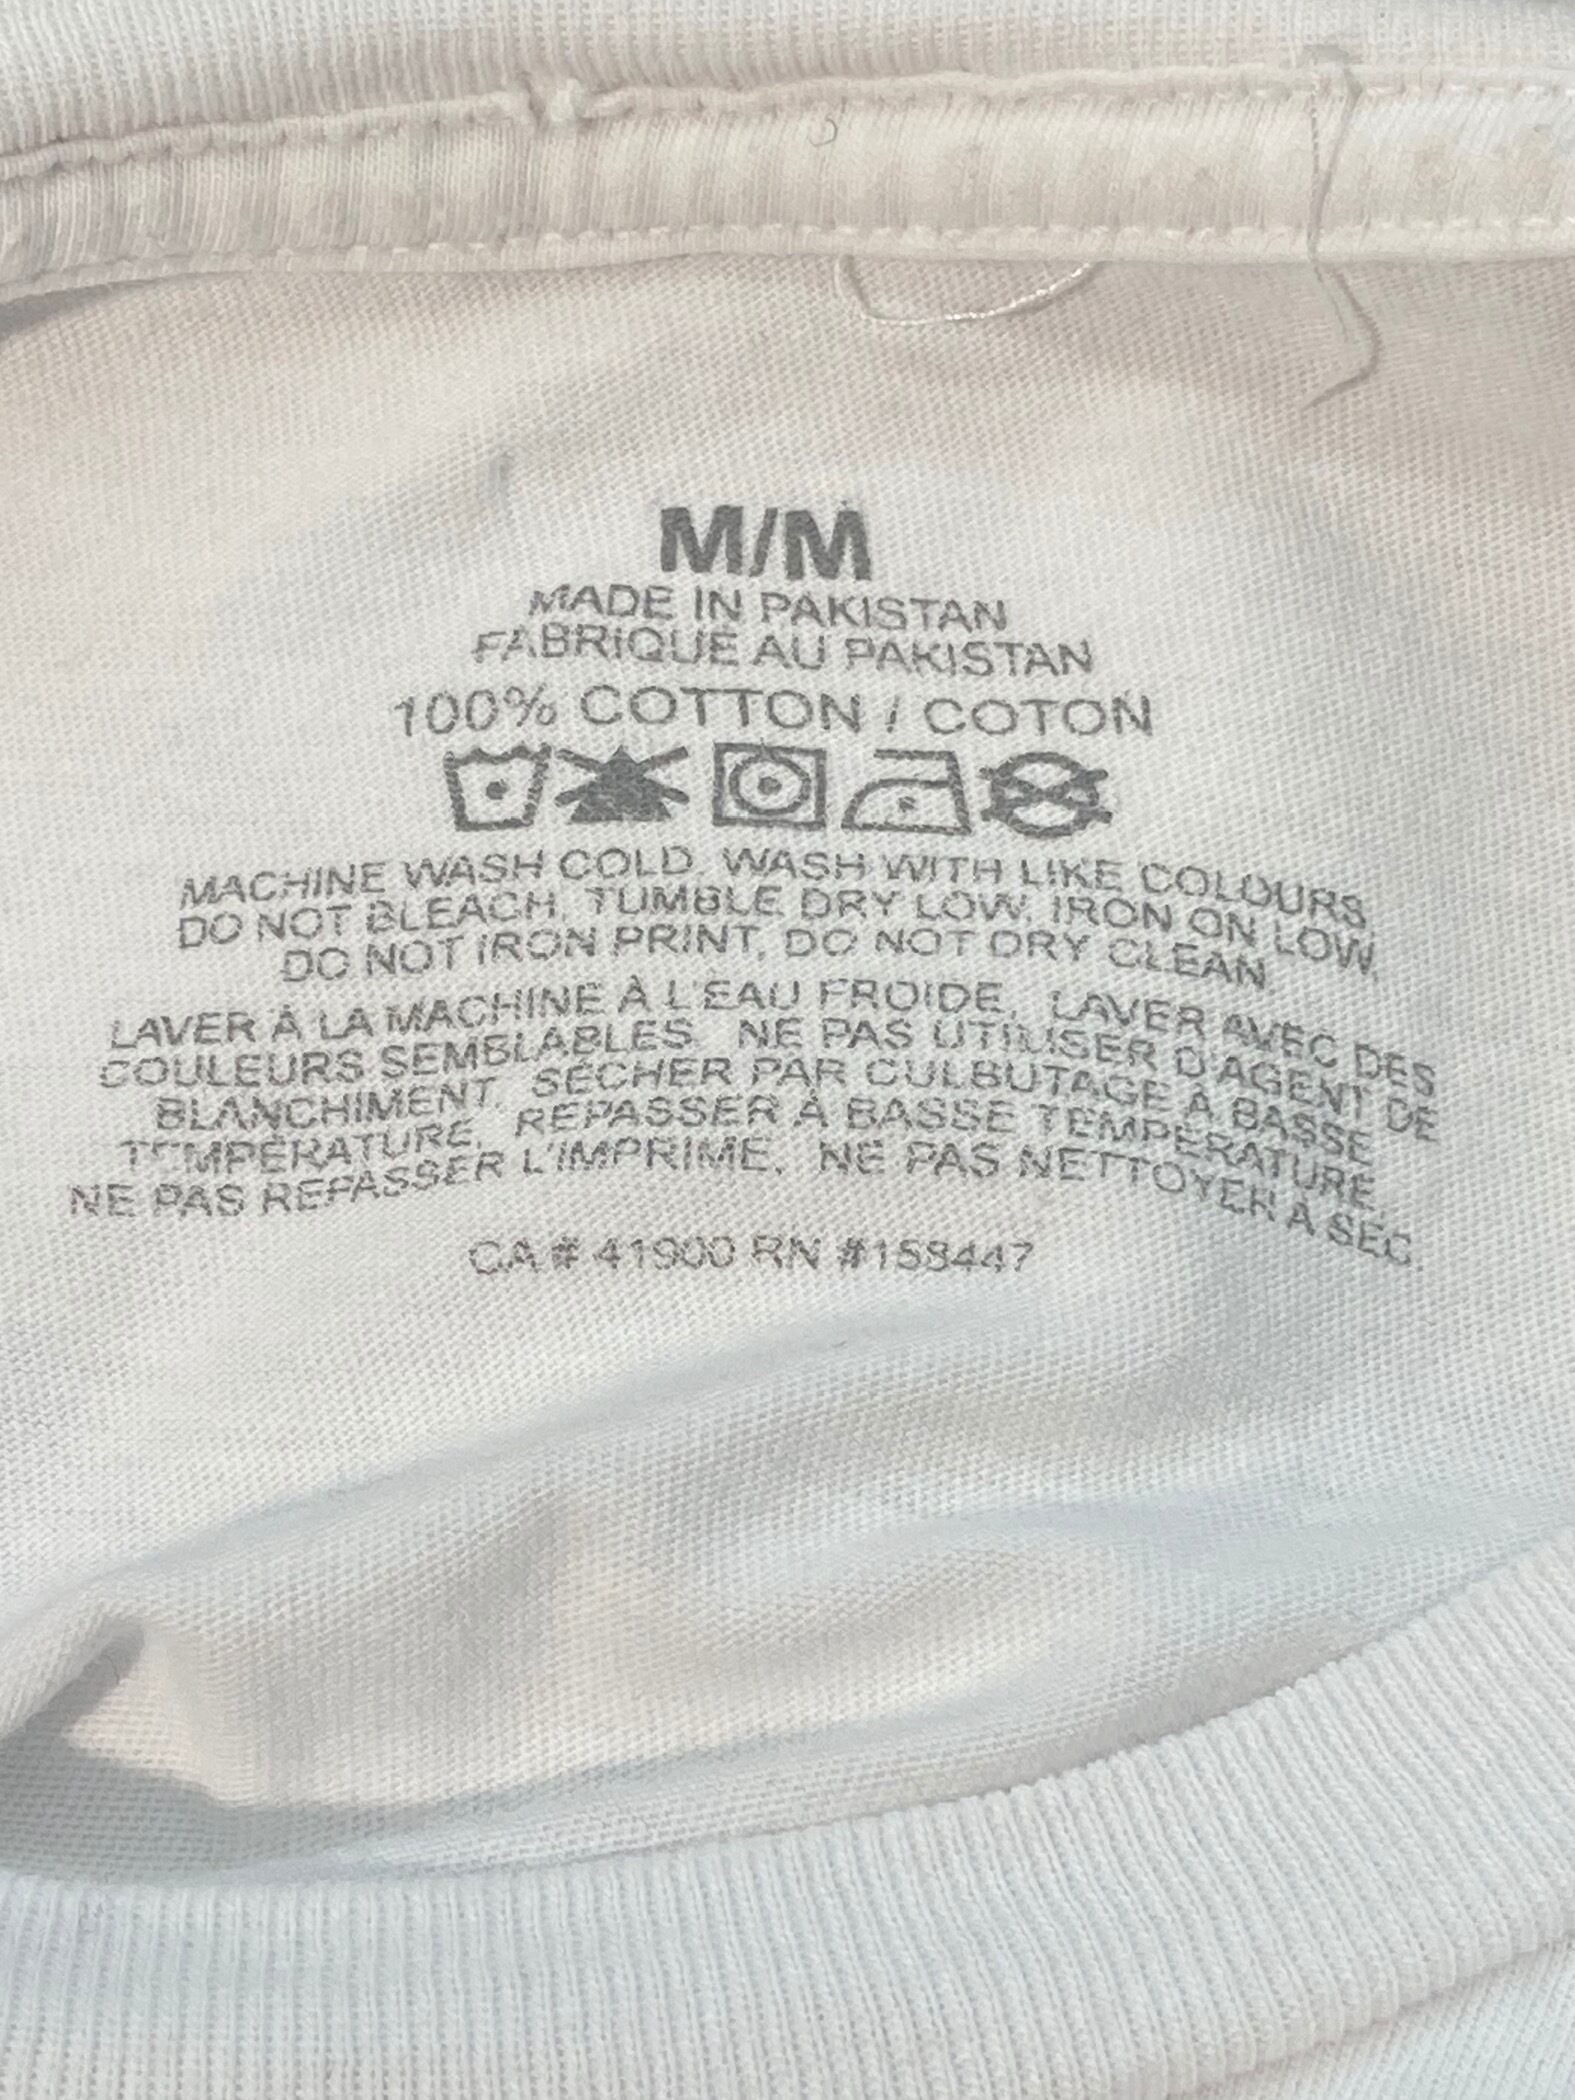 M/M
MADE IN PAKISTAN
FABRIQUÉ AU PAKISTAN
100% COTTON / COTON
MACHINE WASH COLD. WASH WITH LIKE COLOURS.
DO NOT BLEACH. TUMBLE DRY LOW. IRON ON LOW.
DO NOT IRON PRINT. DO NOT DRY CLEAN.
LAVER À LA MACHINE À L'EAU FROIDE. LAVER AVEC DES
COULEURS SEMBLABLES. NE PAS UTILISER D'AGENT DE
BLANCHIMENT. SÉCHER PAR CULBUTAGE À BASSE
TEMPÉRATURE. REPASSER À BASSE TEMPÉRATURE.
NE PAS REPASSER L'IMPRIMÉ. NE PAS NETTOYER À SEC.
CA # 41900 RN #158447